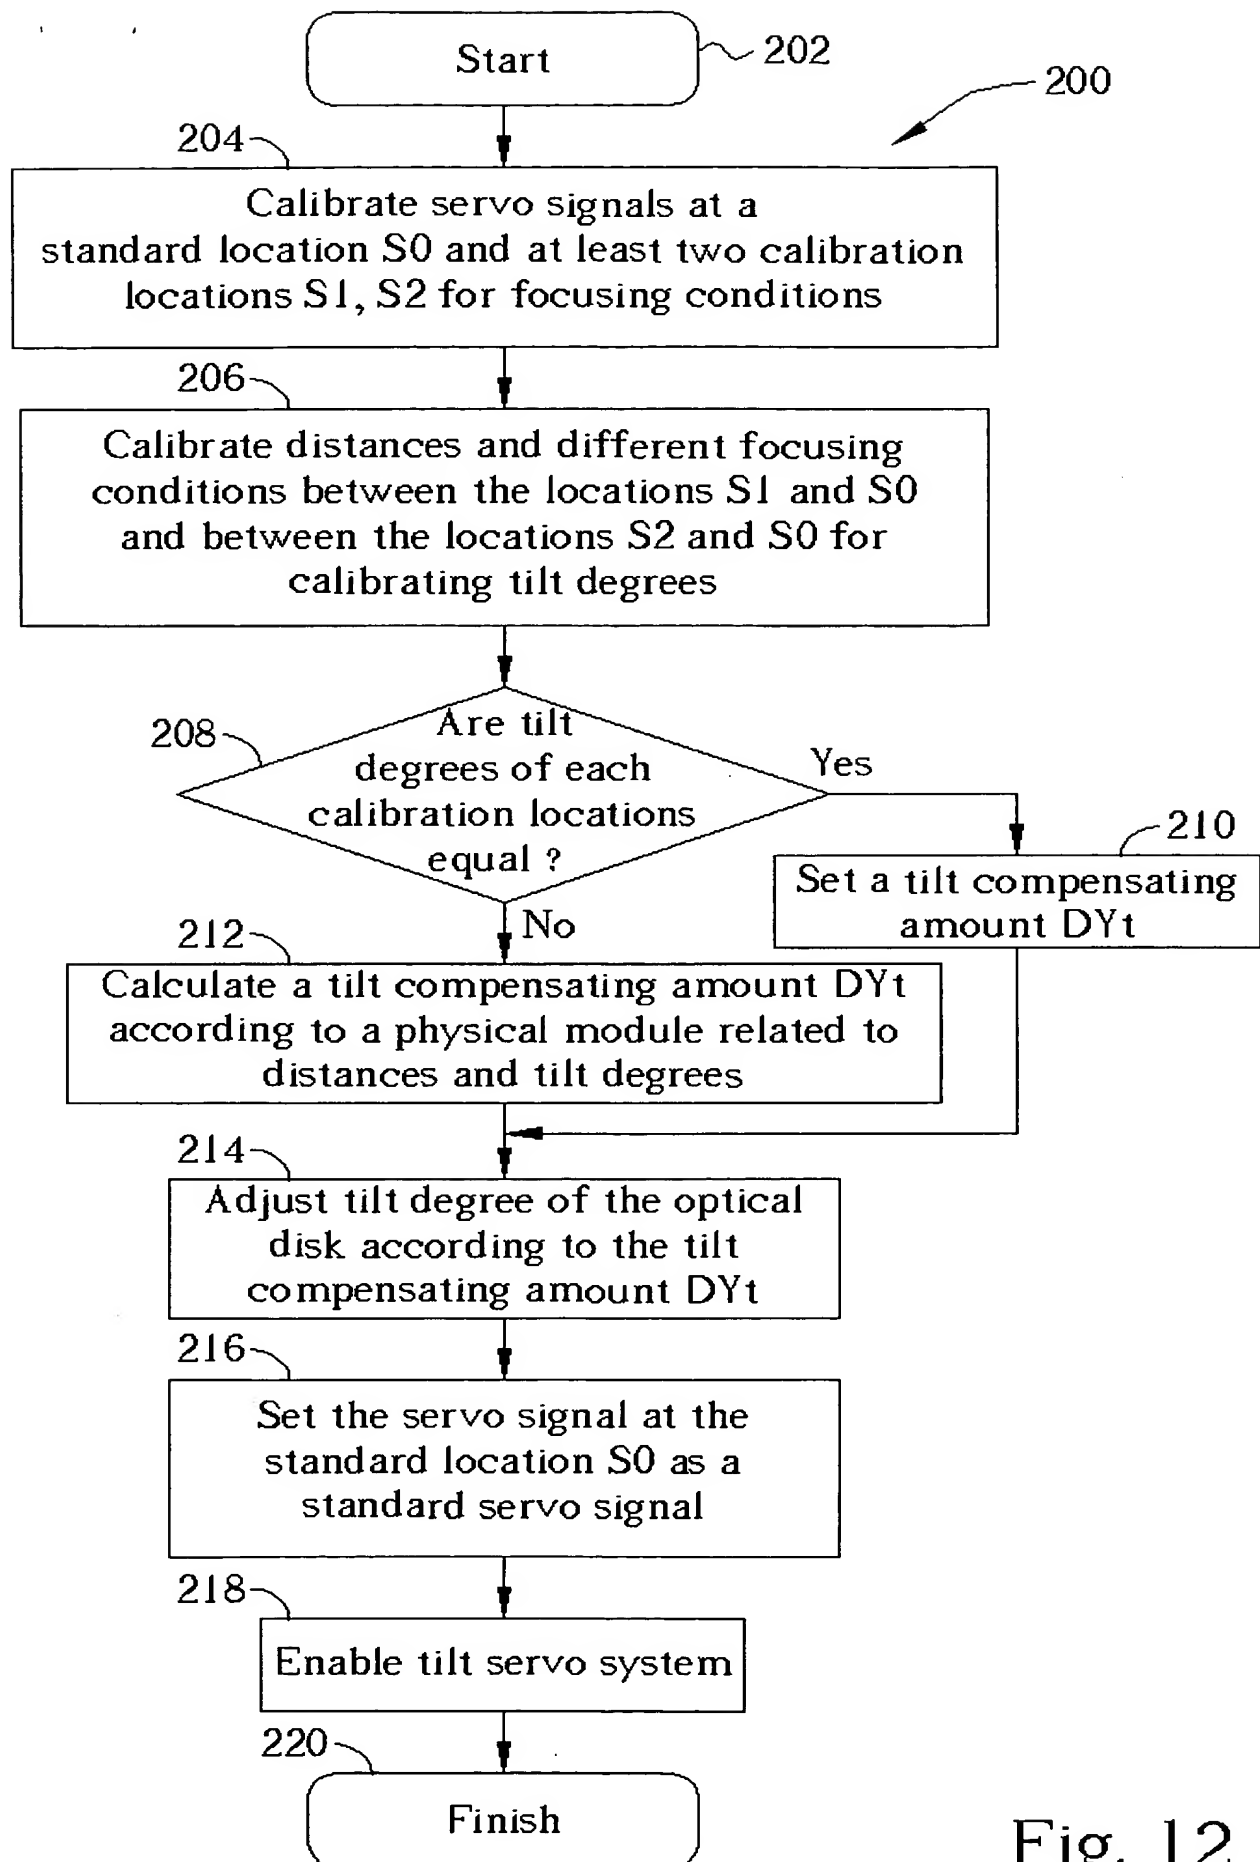 Start
202
200
204
Calibrate servo signals at a
standard location S0 and at least two calibration
locations S1, S2 for focusing conditions
206
Calibrate distances and different focusing
conditions between the locations S1 and S0
and between the locations S2 and S0 for
calibrating tilt degrees
208
Are tilt
degrees of each
calibration locations
equal ?
Yes
210
Set a tilt compensating
amount DYt
No
212
Calculate a tilt compensating amount DYt
according to a physical module related to
distances and tilt degrees
214
Adjust tilt degree of the optical
disk according to the tilt
compensating amount DYt
216
Set the servo signal at the
standard location S0 as a
standard servo signal
218
Enable tilt servo system
220
Finish
Fig. 12